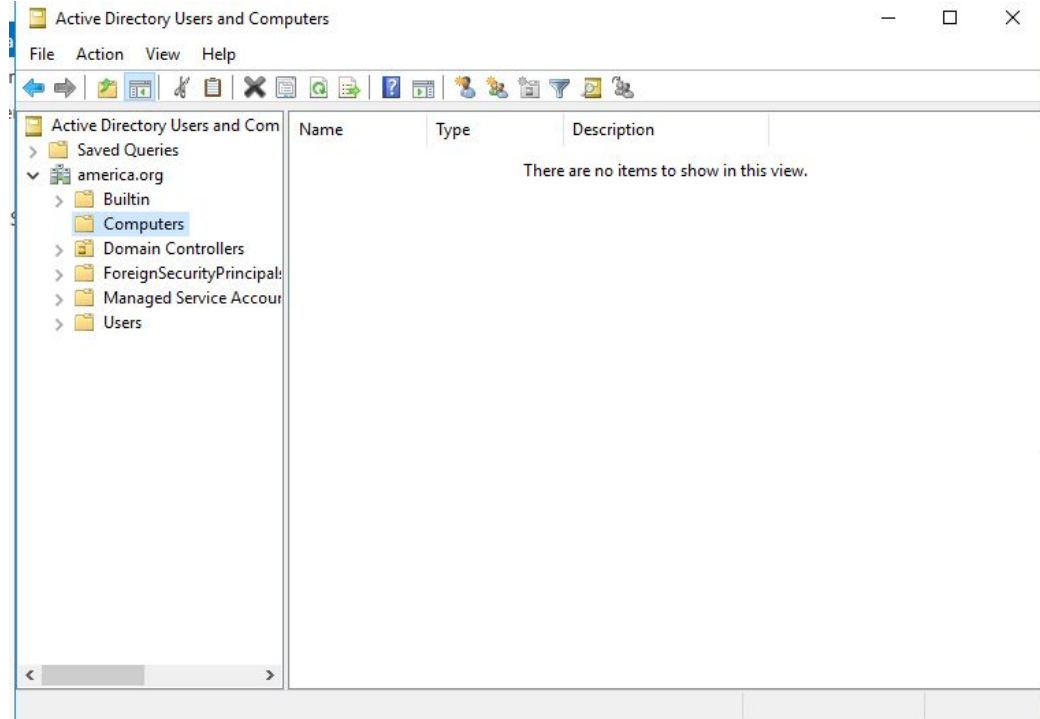 Active Directory Users and Computers
File Action View Help
Active Directory Users and Com
Name Type Description
Saved Queries
There are no items to show in this view.
america.org
Builtin
Computers
Domain Controllers
ForeignSecurityPrincipals
Managed Service Accour
Users